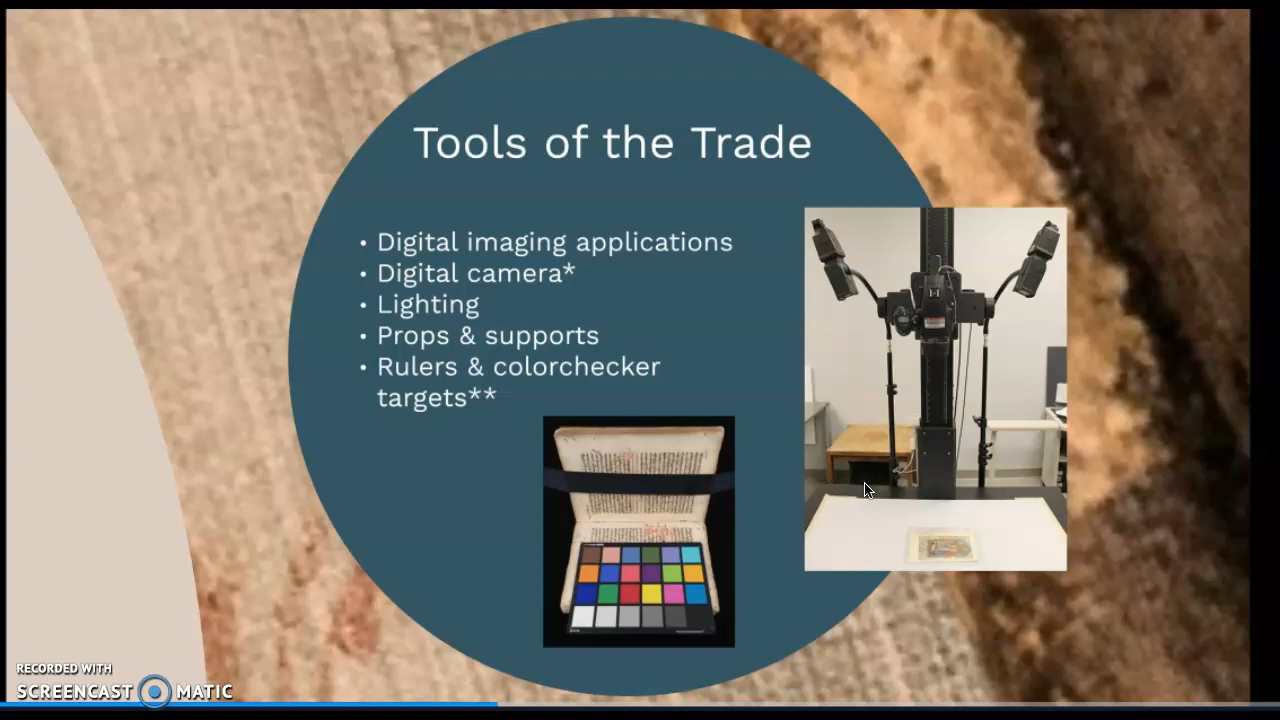 Tools of the Trade
• Digital imaging applications
• Digital camera*
• Lighting
• Props & supports
• Rulers & colorchecker
targets**
RECORDED WITH
SCREENCAST MATIC